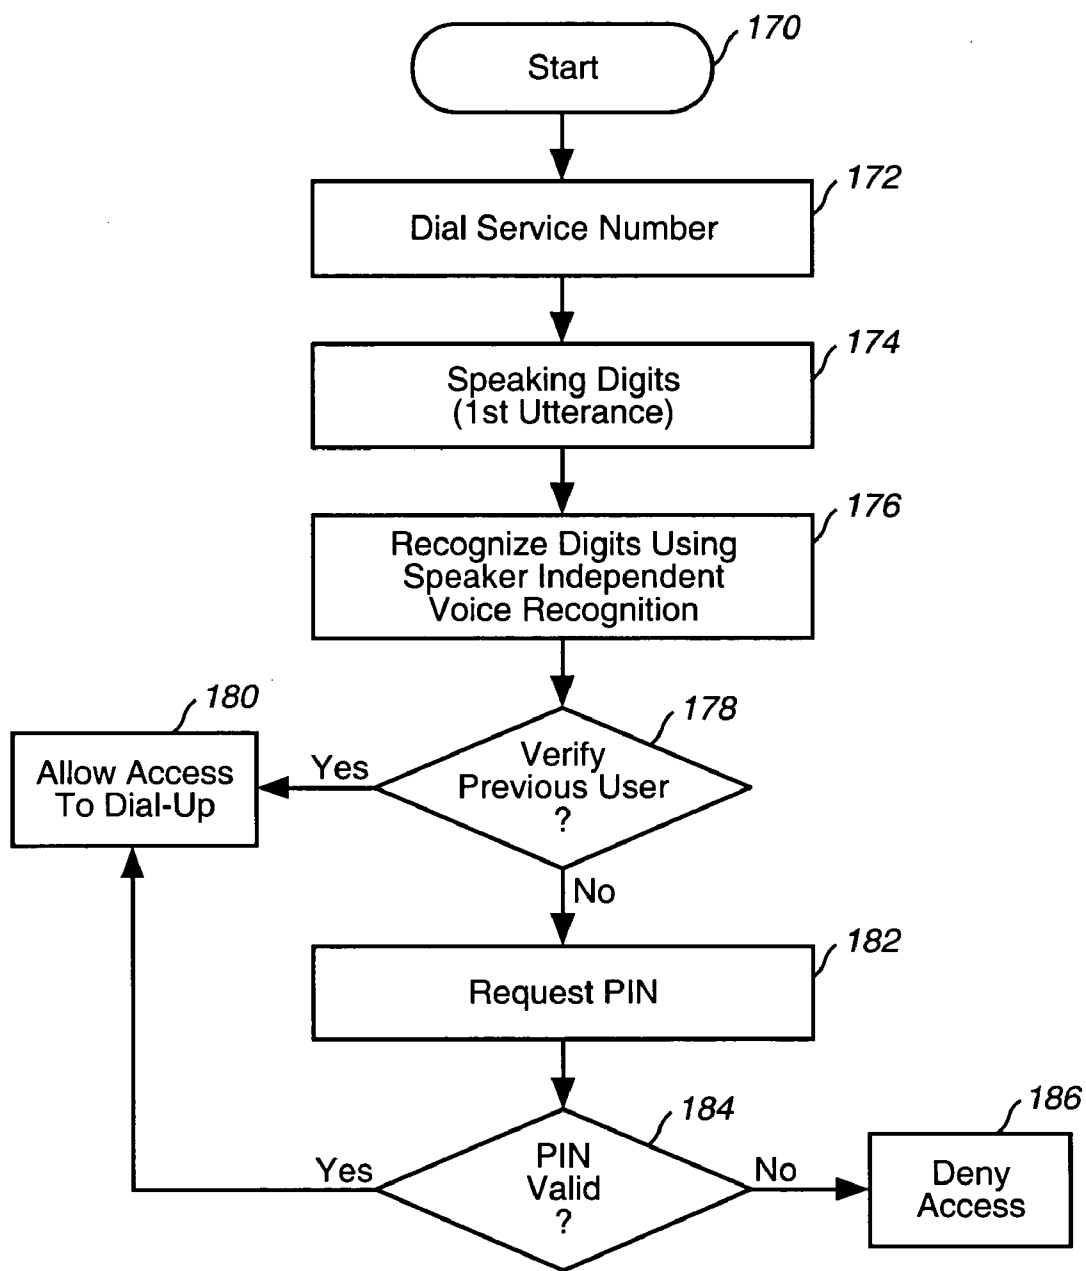 170
Start
172
Dial Service Number
174
Speaking Digits
(1st Utterance)
176
Recognize Digits Using
Speaker Independent
Voice Recognition
180
178
Allow Access
To Dial-Up
Yes
Verify
Previous User
?
No
182
Request PIN
184
186
Yes
PIN
Valid
?
No
Deny
Access